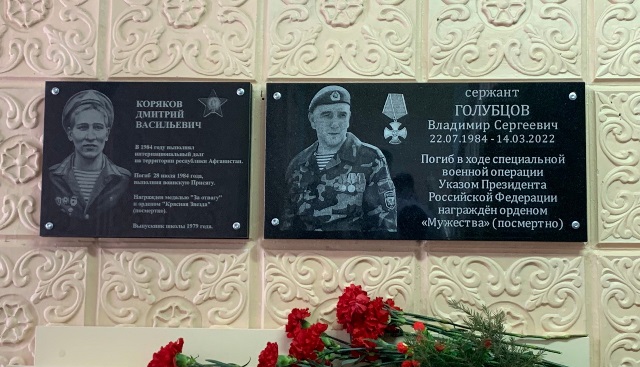 КОРЯКОВ
ДМИТРИЙ
ВАСИЛЬЕВИЧ
В 1984 году выполнял
интернациональный долг
на территории республики Афганистан.
Погиб 28 июля 1984 года,
выполняя воинскую Присягу.
Награжден медалью "За отвагу"
и орденом "Красная Звезда"
(посмертно).
Выпускник школы 1979 года.
сержант
ГОЛУБЦОВ
Владимир Сергеевич
22.07.1984 - 14.03.2022
Погиб в ходе специальной
военной операции
Указом Президента
Российской Федерации
награждён орденом
«Мужества» (посмертно)